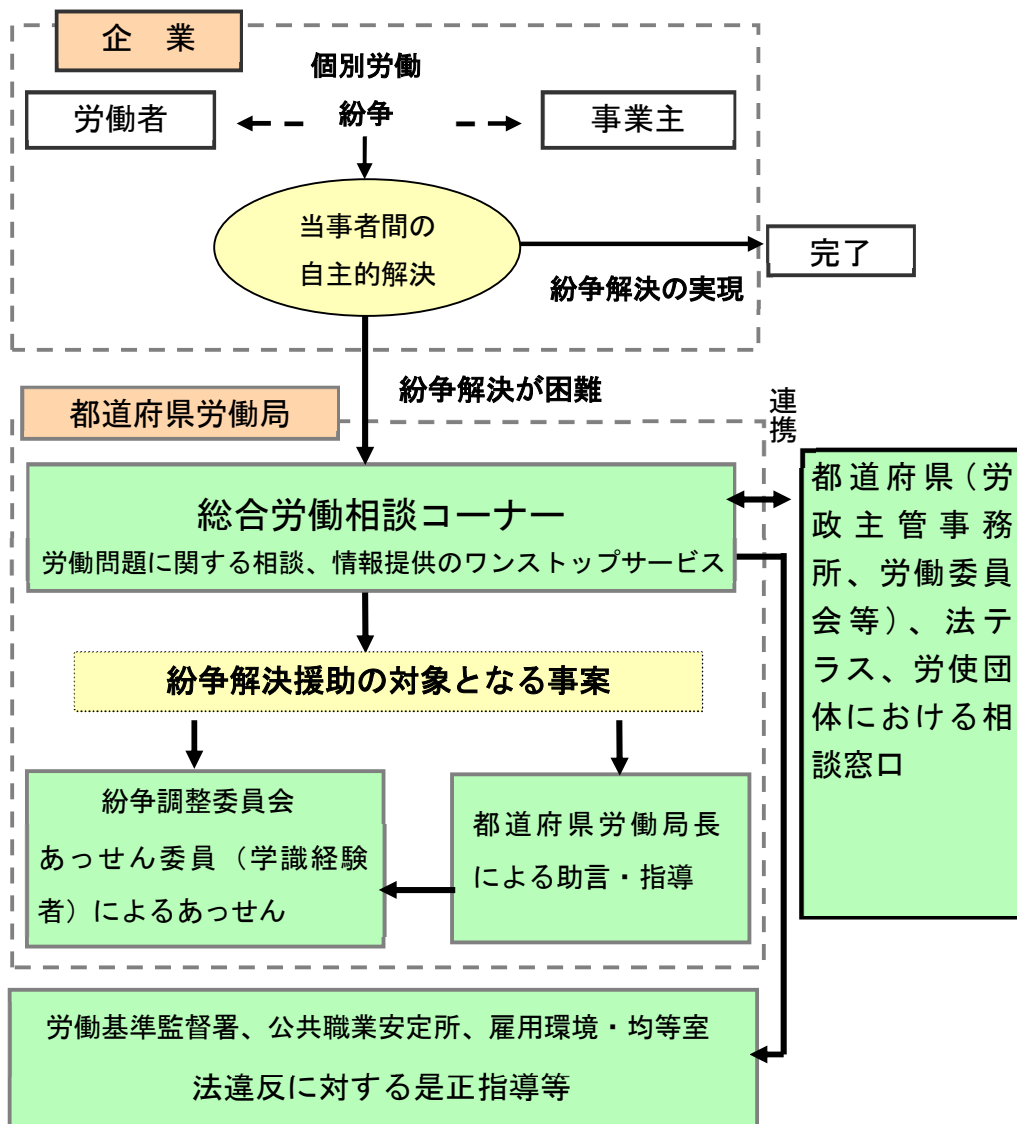 企　業
個別労働
紛争
労働者
事業主
当事者間の
自主的解決
完了
紛争解決の実現
紛争解決が困難
都道府県労働局
連携
総合労働相談コーナー
労働問題に関する相談、情報提供のワンストップサービス
都道府県（労
政主管事務
所、労働委員
会等）、法テ
ラス、労使団
体における相
談窓口
紛争解決援助の対象となる事案
紛争調整委員会
あっせん委員（学識経験
者）によるあっせん
都道府県労働局長
による助言・指導
労働基準監督署、公共職業安定所、雇用環境・均等室
法違反に対する是正指導等